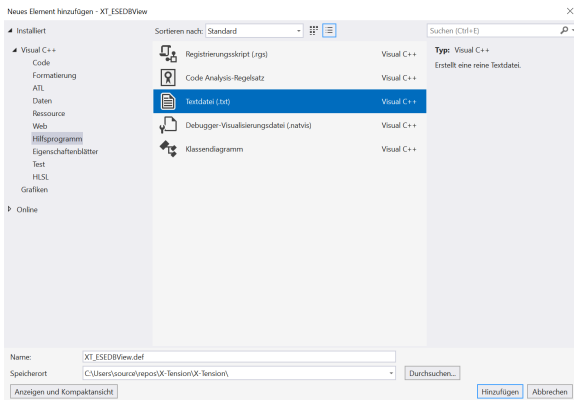 Neues Element hinzufügen - XT_ESEDBView
Installiert
Sortieren nach: Standard
Suchen (Ctrl+E)
Visual C++
Code
Formatierung
ATL
Daten
Ressource
Web
Hilfsprogramm
Eigenschaftenblätter
Test
HLSL
Grafiken
Online
Registrierungsskript (.rgs) Visual C++
Code Analysis-Regelsatz Visual C++
Textdatei (.txt) Visual C++
Debugger-Visualisierungsdatei (.natvis) Visual C++
Klassendiagramm Visual C++
Typ: Visual C++
Erstellt eine reine Textdatei.
Name: XT_ESEDBView.def
Speicherort C:\Users\source\repos\X-Tension\X-Tension\ Durchsuchen...
Anzeigen und Kompaktansicht Hinzufügen Abbrechen